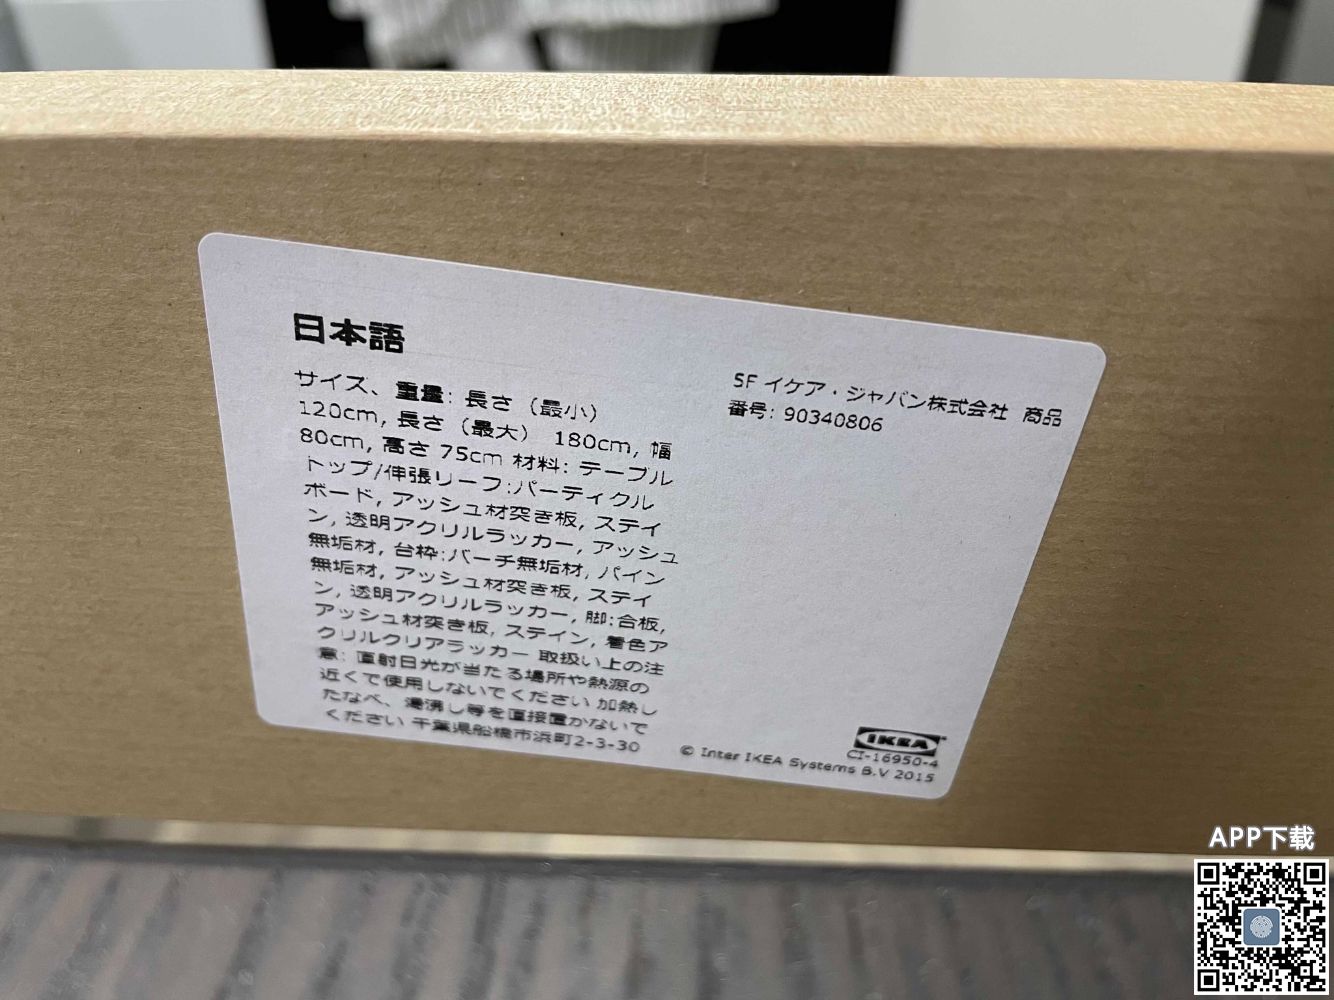 日本語
サイズ、重量: 長さ（最小）
120cm, 長さ（最大） 180cm, 幅
80cm, 高さ 75cm 材料: テーブル
トップ/伸張リーフ:パーティクル
ボード, アッシュ材突き板, ステイ
ン, 透明アクリルラッカー, アッシュ
無垢材, 台枠:バーチ無垢材, パイン
無垢材, アッシュ材突き板, ステイ
ン, 透明アクリルラッカー, 脚:合板,
アッシュ材突き板, ステイン, 着色ア
クリルクリアラッカー 取扱い上の注
意: 直射日光が当たる場所や熱源の
近くで使用しないでください 加熱し
たなべ、湯沸し等を直接置かないで
ください 千葉県船橋市浜町2-3-30
SF イケア・ジャパン株式会社 商品
番号: 90340806
IKEA
CI-16950-4
© Inter IKEA Systems B.V 2015
APP下载